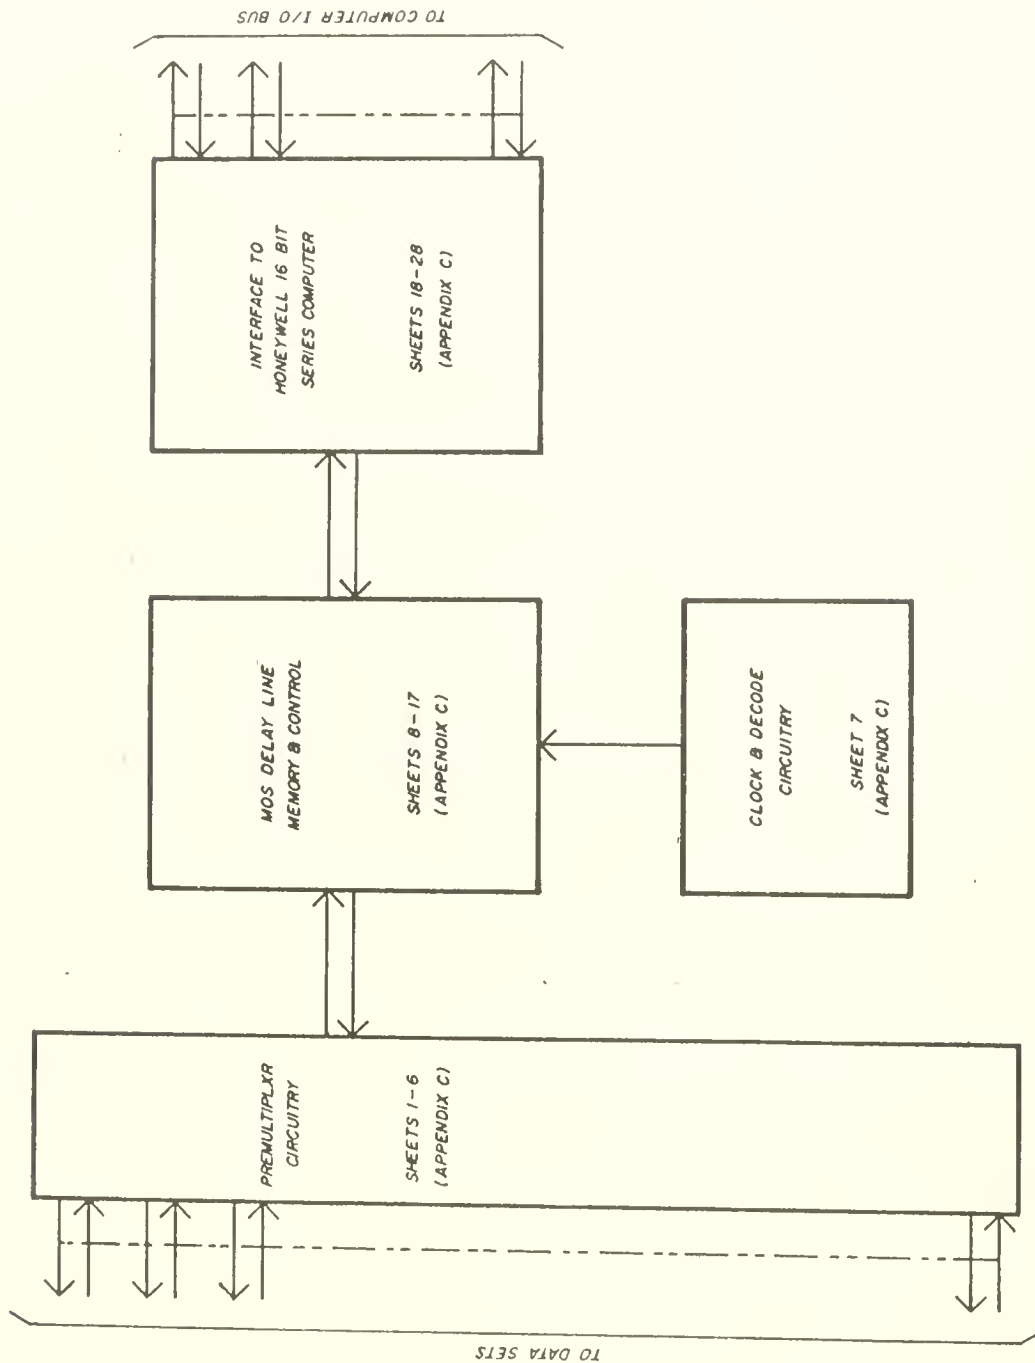 TO COMPUTER I/O BUS
INTERFACE TO
HONEYWELL 16 BIT
SERIES COMPUTER
SHEETS 18-28
(APPENDIX C)
MOS DELAY LINE
MEMORY & CONTROL
SHEETS 8-17
(APPENDIX C)
CLOCK & DECODE
CIRCUITRY
SHEET 7
(APPENDIX C)
PREMULTIPLXR
CIRCUITRY
SHEETS 1-6
(APPENDIX C)
TO DATA SETS